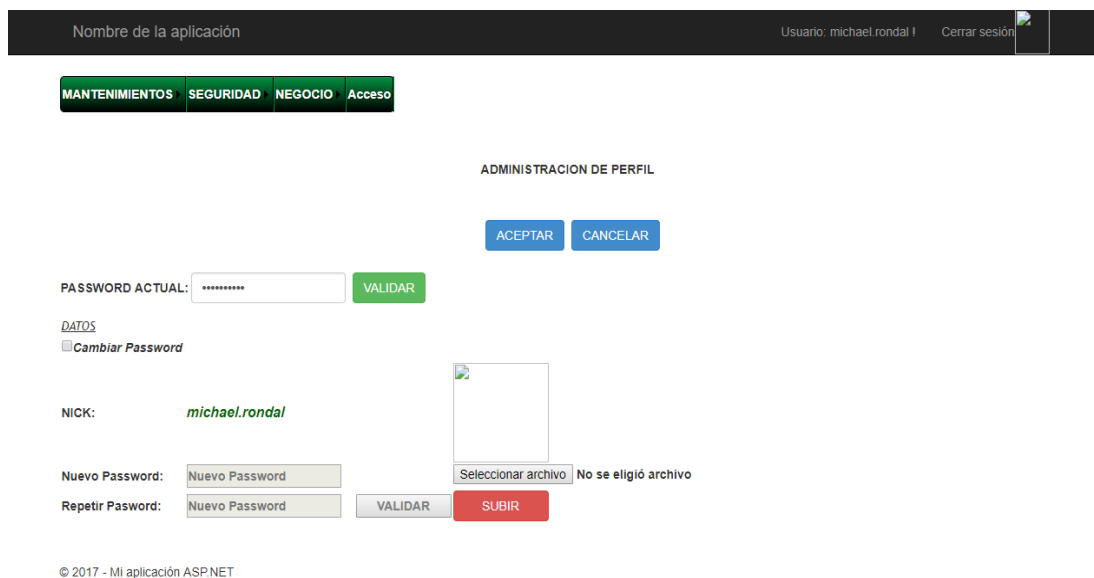 Nombre de la aplicación Usuario: michael.rondal ! Cerrar sesión
MANTENIMIENTOS SEGURIDAD NEGOCIO Acceso
ADMINISTRACION DE PERFIL
ACEPTAR CANCELAR
PASSWORD ACTUAL: •••••••••• VALIDAR
DATOS
Cambiar Password
NICK: michael.rondal
Nuevo Password: Nuevo Password Seleccionar archivo No se eligió archivo
Repetir Pasword: Nuevo Password VALIDAR SUBIR
© 2017 - Mi aplicación ASP.NET